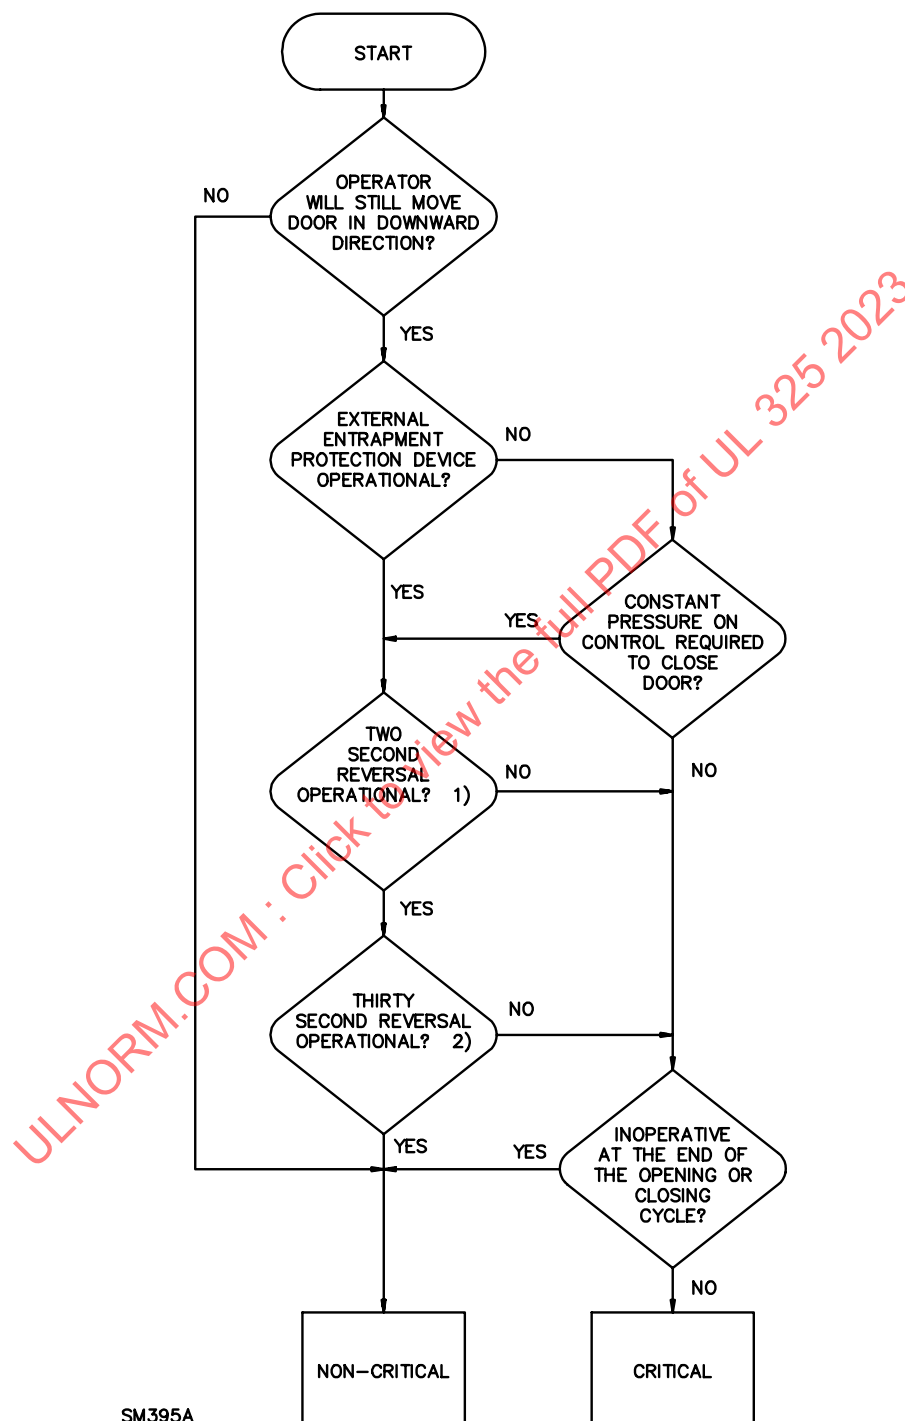 START
OPERATOR
WILL STILL MOVE
DOOR IN DOWNWARD
DIRECTION?
NO
YES
EXTERNAL
ENTRAPMENT
PROTECTION DEVICE
OPERATIONAL?
NO
YES
CONSTANT
PRESSURE ON
CONTROL REQUIRED
TO CLOSE
DOOR?
YES
NO
TWO
SECOND
REVERSAL
OPERATIONAL? 1)
NO
YES
THIRTY
SECOND REVERSAL
OPERATIONAL? 2)
NO
YES
INOPERATIVE
AT THE END OF
THE OPENING OR
CLOSING
CYCLE?
YES
NO
NON-CRITICAL
CRITICAL
SM395A
ULNORM.COM : Click to view the full PDF of UL 325 2023